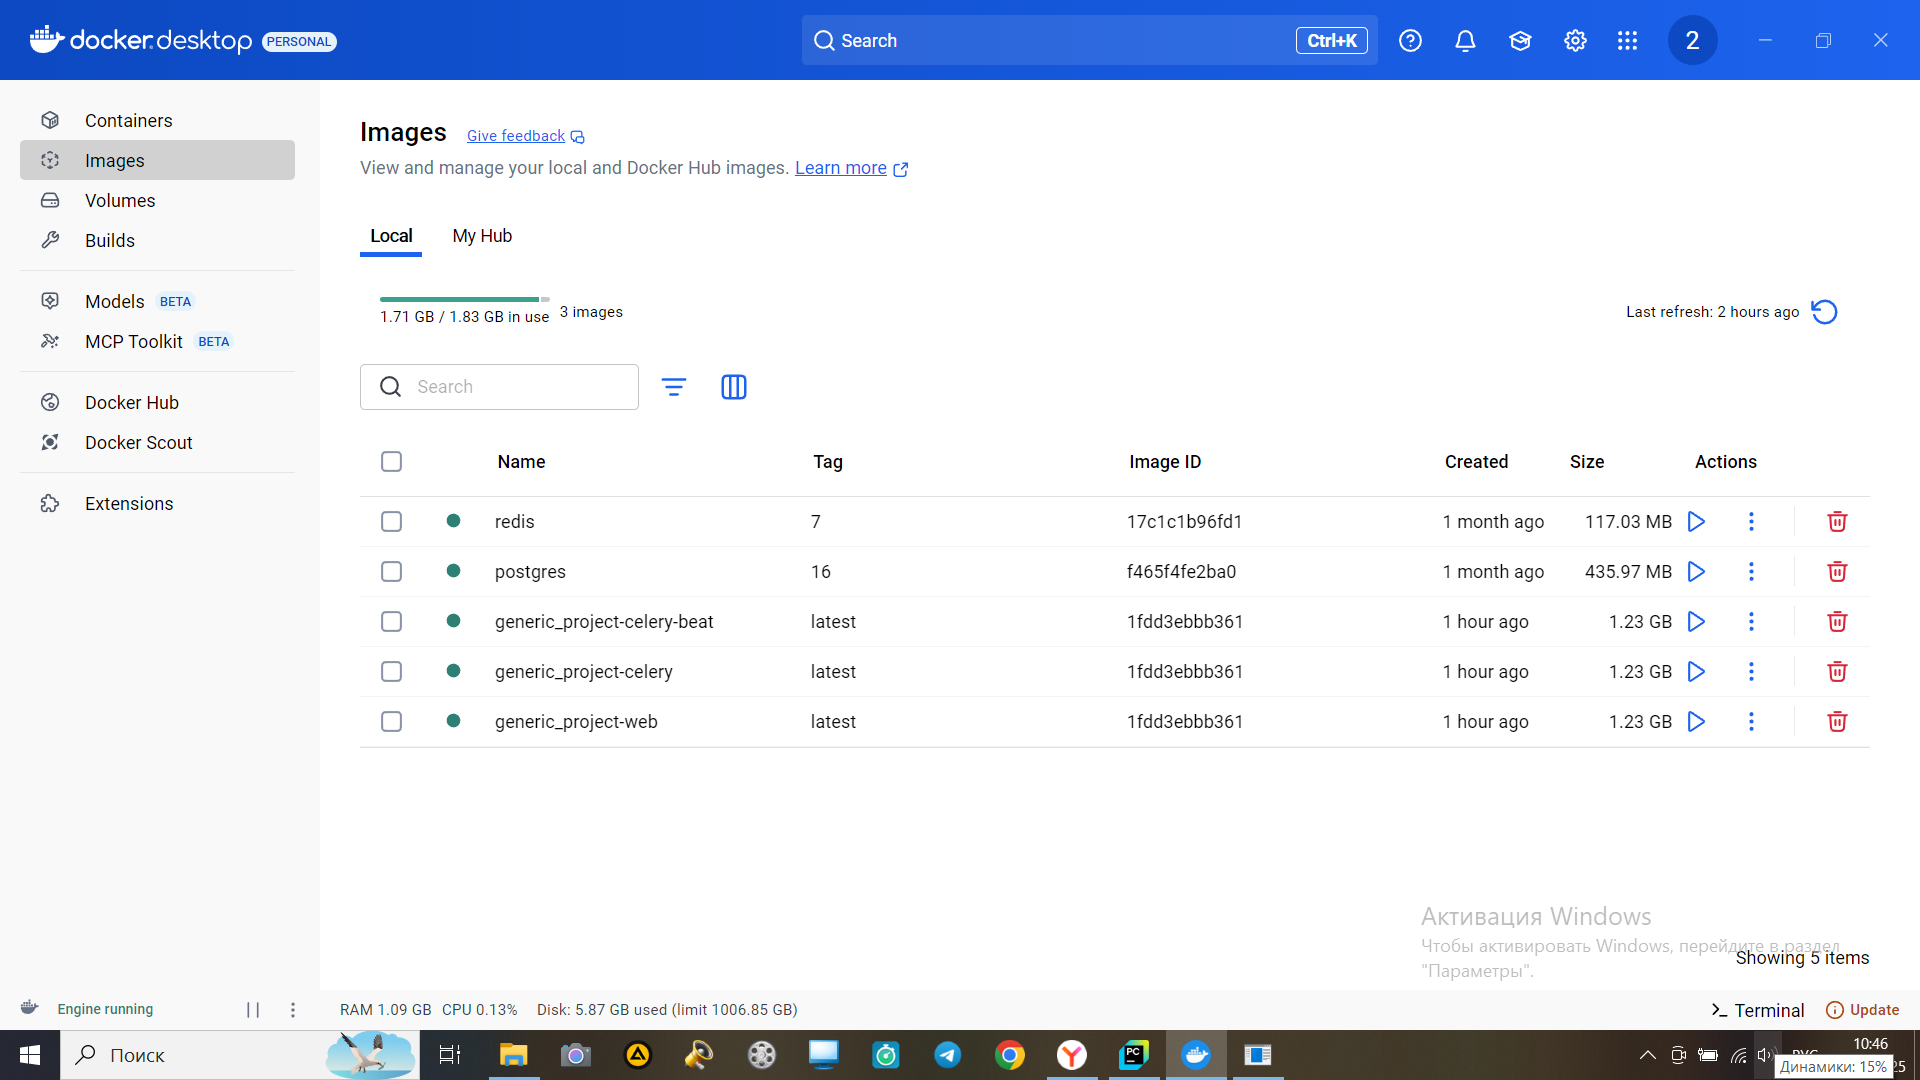 docker desktop PERSONAL
Search Ctrl+K
2
Containers
Images
Volumes
Builds
Models BETA
MCP Toolkit BETA
Docker Hub
Docker Scout
Extensions
Images Give feedback
View and manage your local and Docker Hub images. Learn more
Local My Hub
1.71 GB / 1.83 GB in use 3 images
Last refresh: 2 hours ago
Search
Name Tag Image ID Created Size Actions
redis 7 17c1c1b96fd1 1 month ago 117.03 MB
postgres 16 f465f4fe2ba0 1 month ago 435.97 MB
generic_project-celery-beat latest 1fdd3ebbb361 1 hour ago 1.23 GB
generic_project-celery latest 1fdd3ebbb361 1 hour ago 1.23 GB
generic_project-web latest 1fdd3ebbb361 1 hour ago 1.23 GB
Активация Windows
Чтобы активировать Windows, перейдите в раздел
"Параметры".
Showing 5 items
Engine running
RAM 1.09 GB CPU 0.13% Disk: 5.87 GB used (limit 1006.85 GB)
Terminal Update
Поиск
PC
10:46
Динамики: 15%